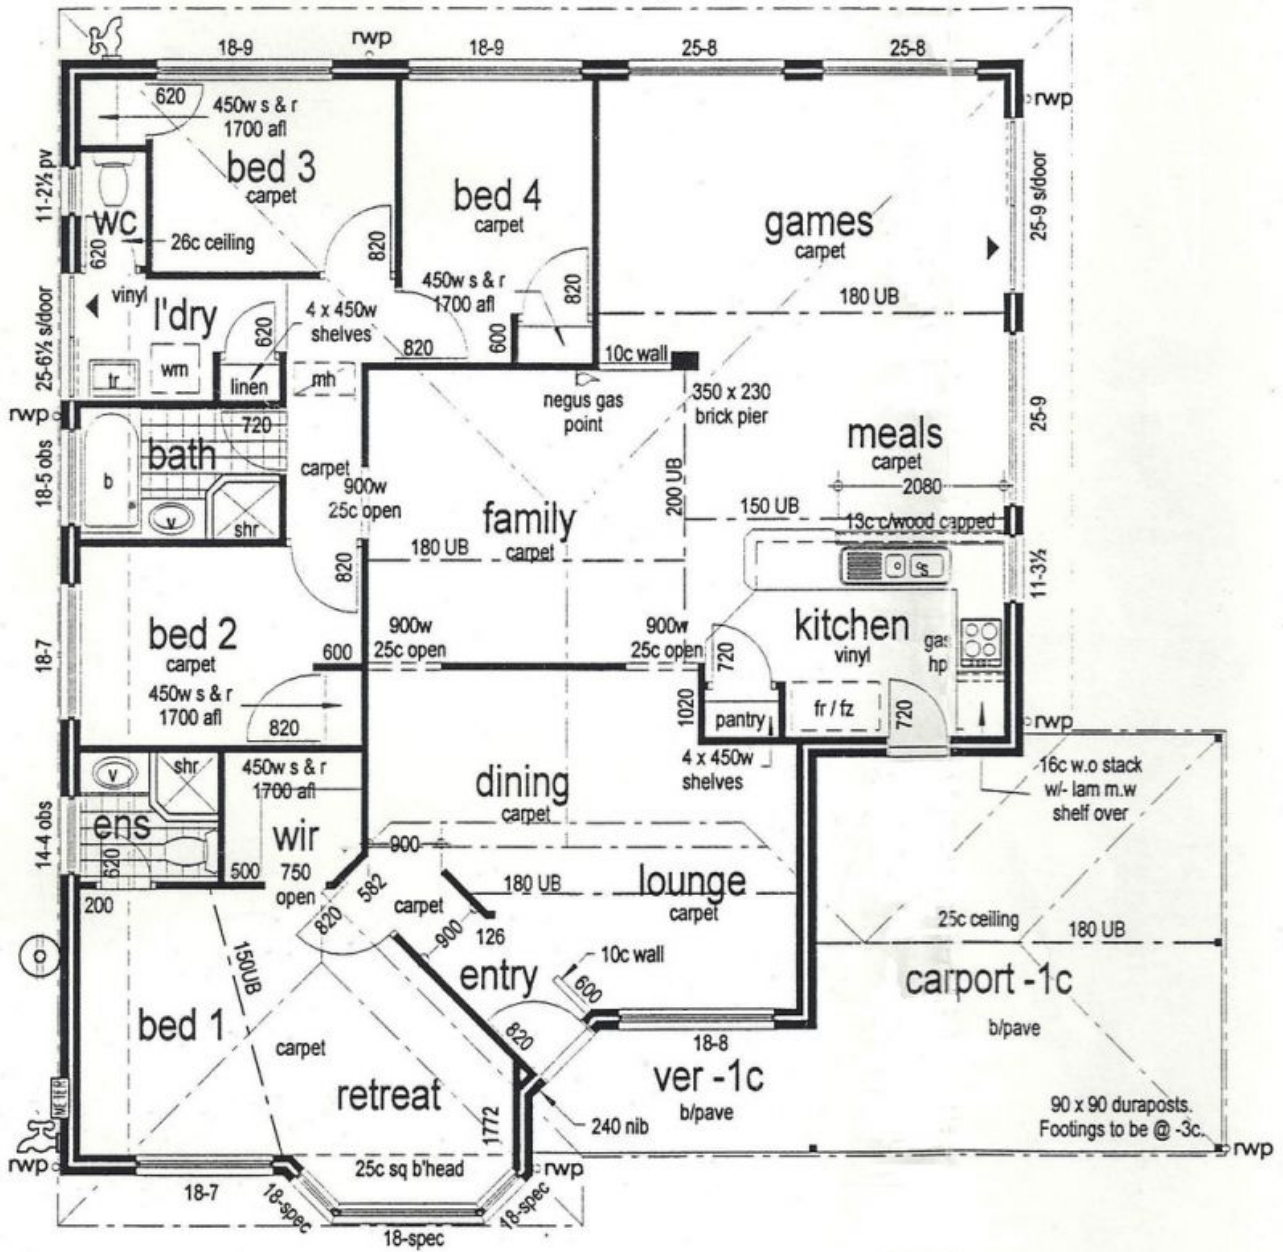 rwp
18-9
18-9
25-8
25-8
620
450w s & r
1700 afl
rwp
bed 3
carpet
bed 4
carpet
games
carpet
11-2½ pv
wc
620
26c ceiling
820
25-9 s/door
vinyl
l'dry
450w s & r
1700 afl
820
180 UB
4 x 450w
shelves
620
600
820
10c wall
25-6½ s/door
tr
wm
linen
mh
negus gas
point
350 x 230
brick pier
25-9
rwp
720
bath
carpet
meals
carpet
18-5 obs
b
v
shr
900w
25c open
family
carpet
200 UB
2080
150 UB
13c c/wood capped
180 UB
820
s
11-3½
bed 2
carpet
600
900w
25c open
900w
25c open
kitchen
vinyl
gas
hp
18-7
450w s & r
1700 afl
820
720
1020
pantry
fr / fz
720
rwp
v
shr
450w s & r
1700 afl
dining
carpet
4 x 450w
shelves
16c w.o stack
w/- lam m.w
shelf over
14-4 obs
ens
620
wir
500
750
open
900
582
820
carpet
180 UB
lounge
carpet
200
900
126
25c ceiling
180 UB
150UB
entry
10c wall
600
carport -1c
b/pave
bed 1
carpet
820
18-8
ver -1c
b/pave
METER
retreat
1772
240 nib
90 x 90 duraposts.
Footings to be @ -3c.
rwp
25c sq b'head
rwp
rwp
18-7
18-spec
18-spec
18-spec